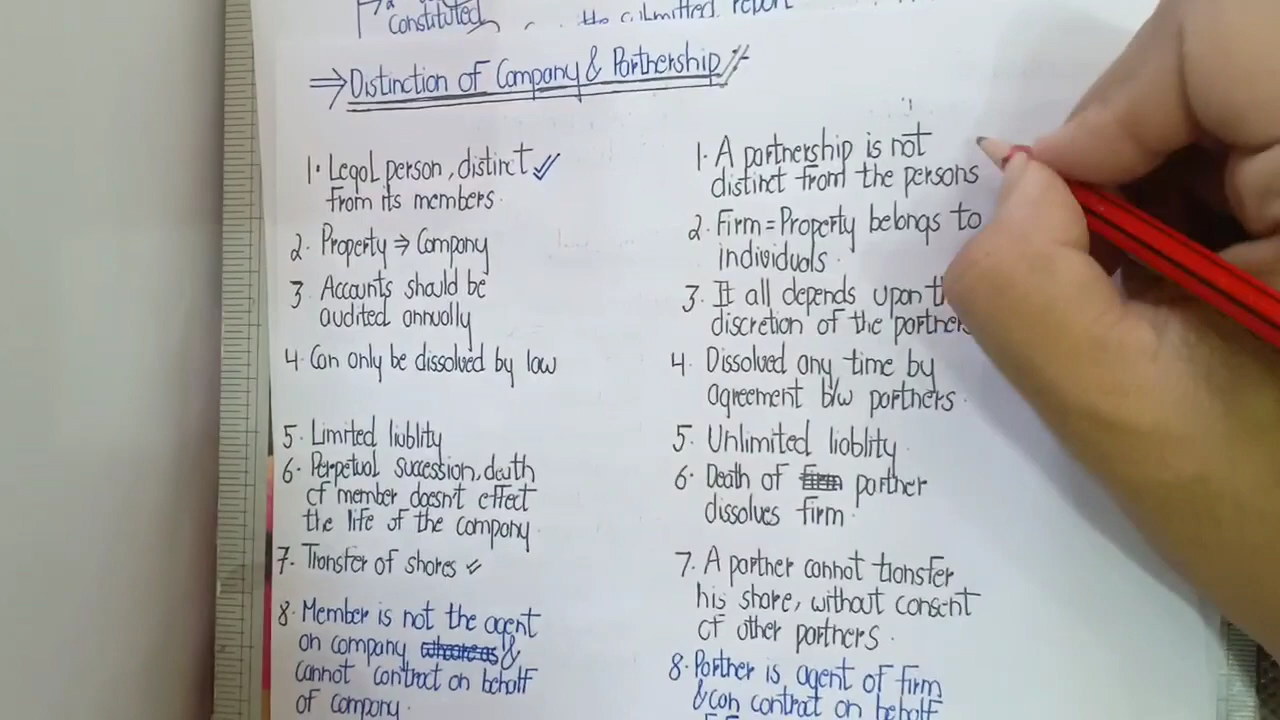 Constituted
the submitted report
⇒ Distinction of Company & Partnership //
1. Legal person, distinct ✓
from its members.
2. Property ⇒ Company
3. Accounts should be
audited annually
4. Can only be dissolved by law
5. Limited liablity
6. Perpetual succession, death
of member doesn't effect
the life of the company.
7. Transfer of shares ✓
8. Member is not the agent
on company &
cannot contract on behalf
of company.
1. A partnership is not
distinct from the persons
2. Firm = Property belongs to
individuals.
3. It all depends upon
discretion of the partner
4. Dissolved any time by
agreement b/w partners.
5. Unlimited liablity
6. Death of partner
dissolves firm.
7. A partner cannot transfer
his share, without consent
of other partners.
8. Partner is agent of firm
& can contract on behalf